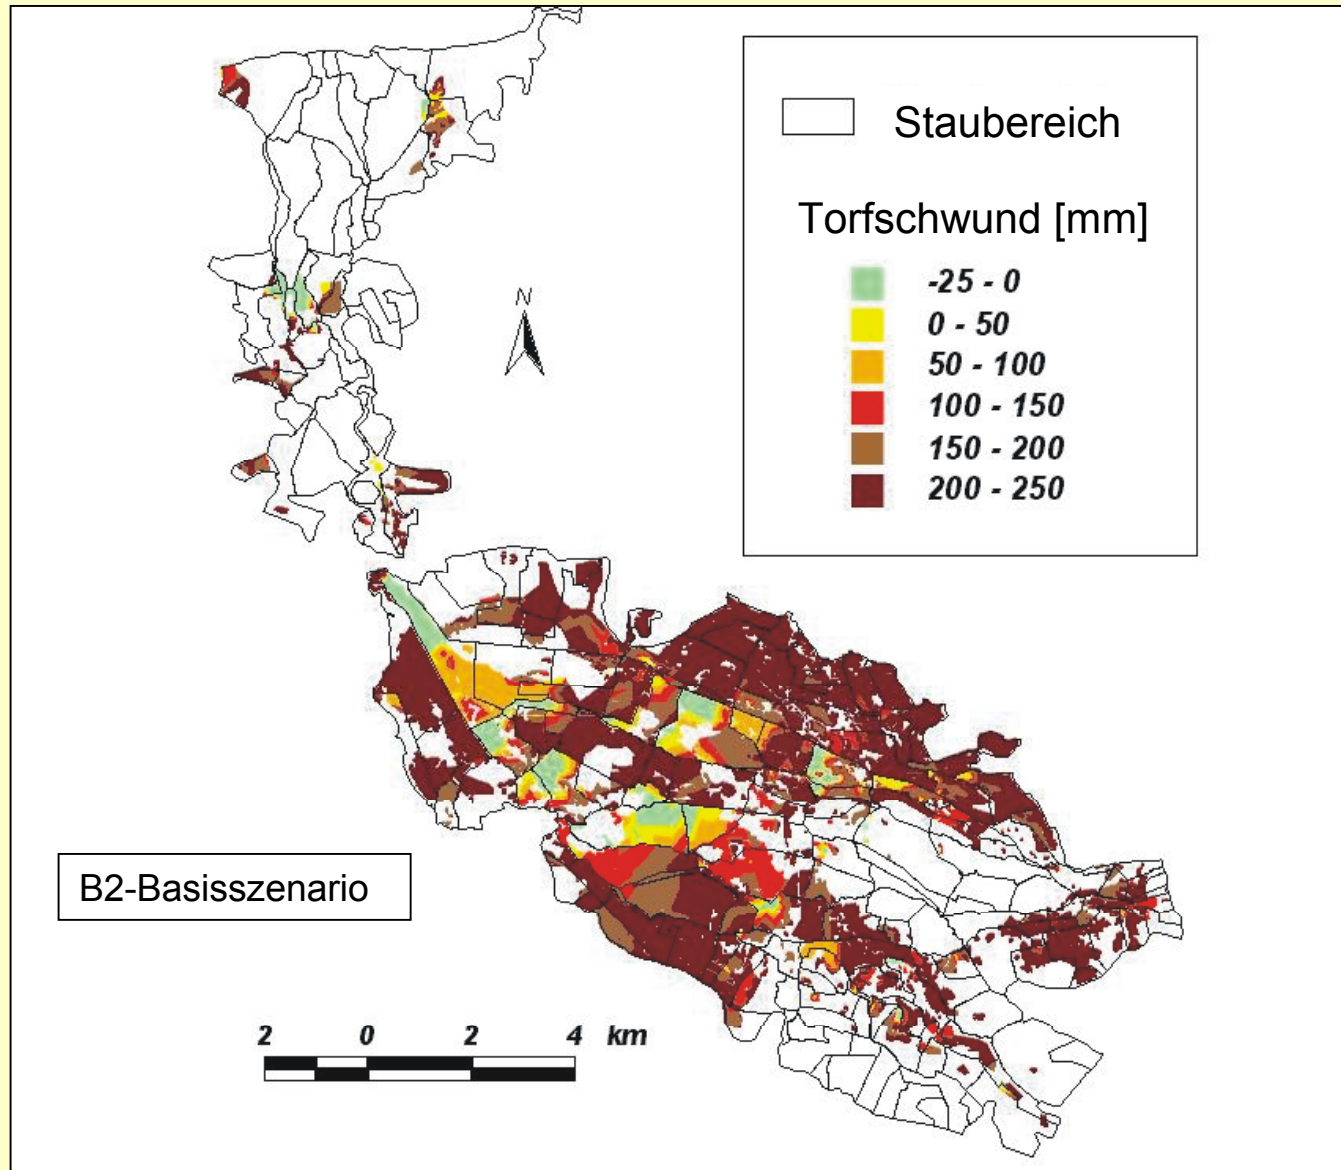 Staubereich
Torfschwund [mm]
-25 - 0
0 - 50
50 - 100
100 - 150
150 - 200
200 - 250
N
B2-Basisszenario
2 0 2 4 km